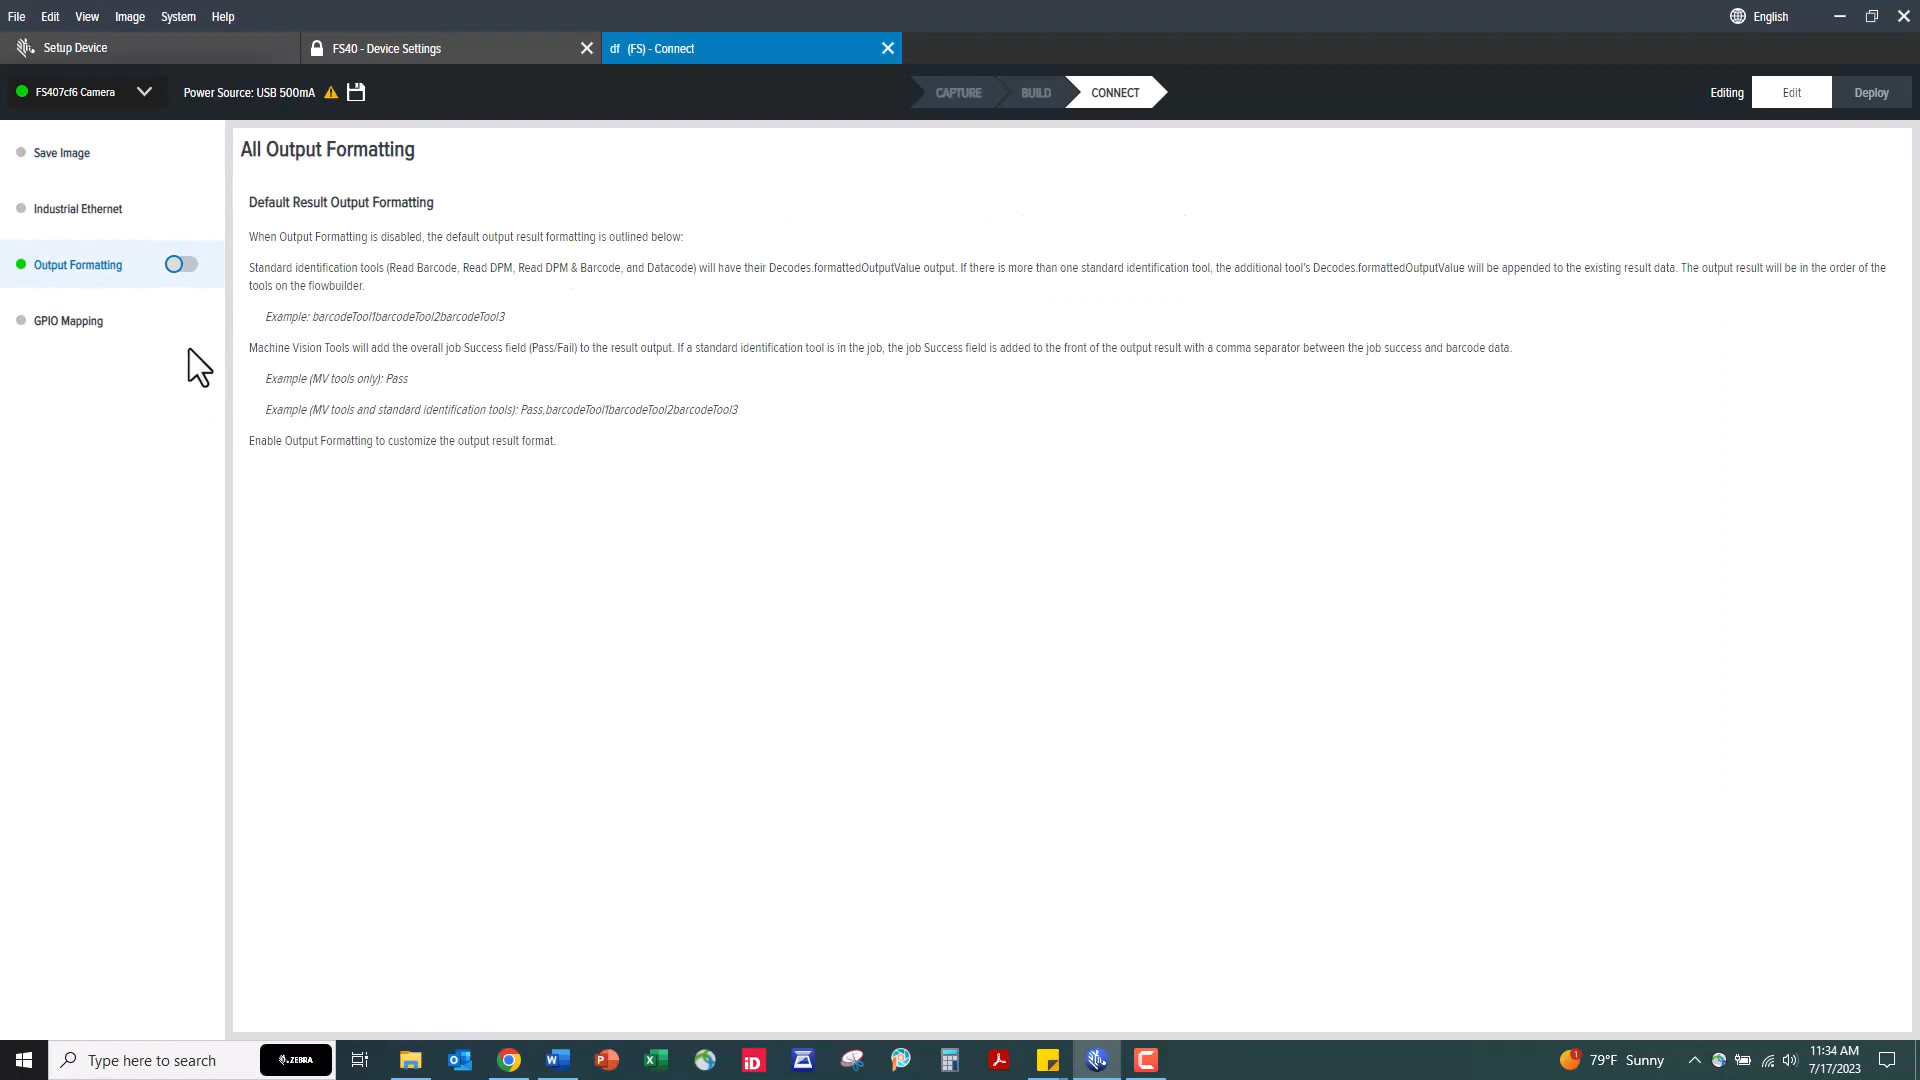 File Edit View Image System Help English
Setup Device FS40 - Device Settings df (FS) - Connect
FS407cf6 Camera Power Source: USB 500mA CAPTURE BUILD CONNECT Editing Edit Deploy
Save Image
Industrial Ethernet
Output Formatting
GPIO Mapping
All Output Formatting
Default Result Output Formatting
When Output Formatting is disabled, the default output result formatting is outlined below:
Standard identification tools (Read Barcode, Read DPM, Read DPM & Barcode, and Datacode) will have their Decodes.formattedOutputValue output. If there is more than one standard identification tool, the additional tool's Decodes.formattedOutputValue will be appended to the existing result data. The output result will be in the order of the
tools on the flowbuilder.
Example: barcodeTool1barcodeTool2barcodeTool3
Machine Vision Tools will add the overall job Success field (Pass/Fail) to the result output. If a standard identification tool is in the job, the job Success field is added to the front of the output result with a comma separator between the job success and barcode data.
Example (MV tools only): Pass
Example (MV tools and standard identification tools): Pass,barcodeTool1barcodeTool2barcodeTool3
Enable Output Formatting to customize the output result format.
Type here to search ZEBRA iD 1 79°F Sunny 11:34 AM
7/17/2023